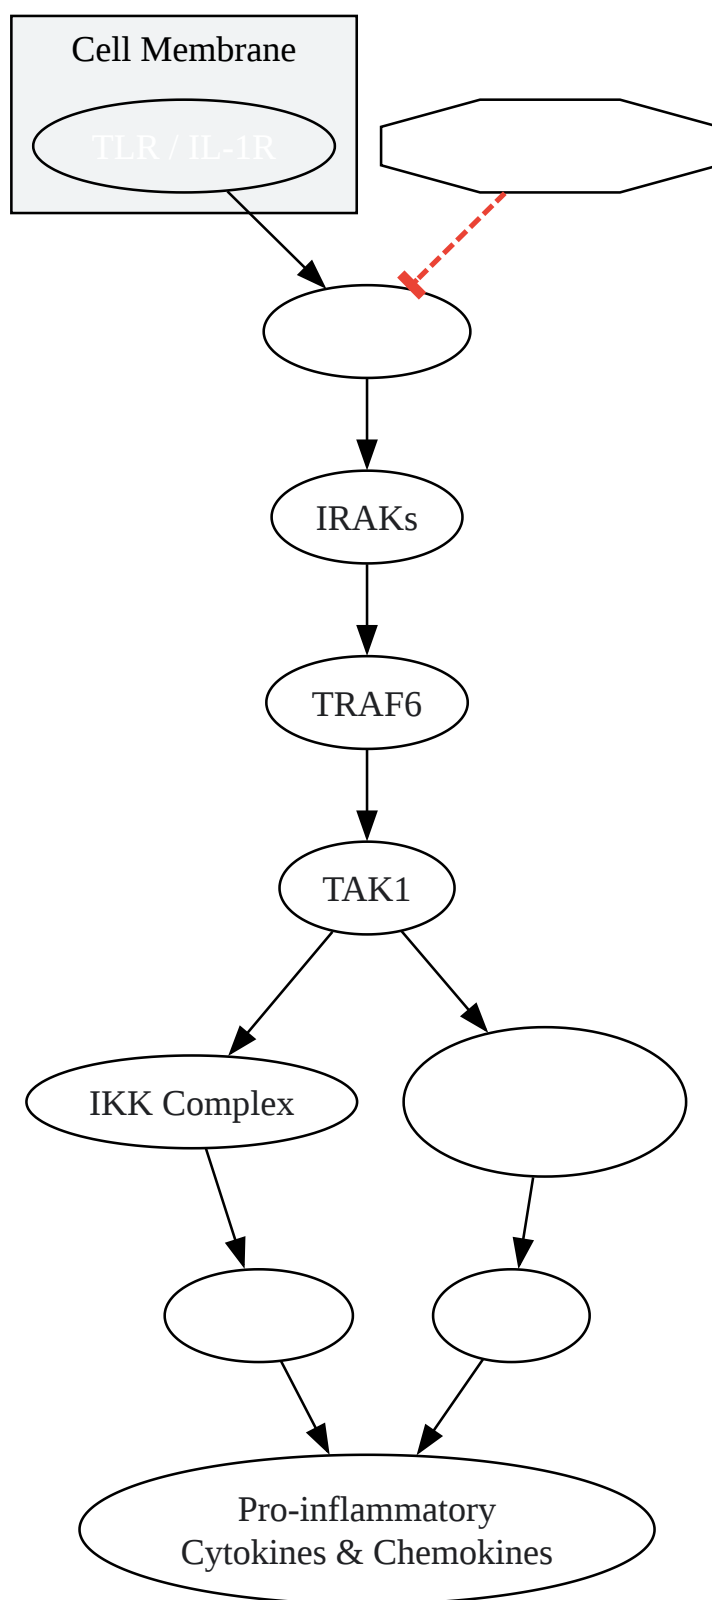 Cell Membrane
TLR / IL-1R
IRAKs
TRAF6
TAK1
IKK Complex
Pro-inflammatory
Cytokines & Chemokines